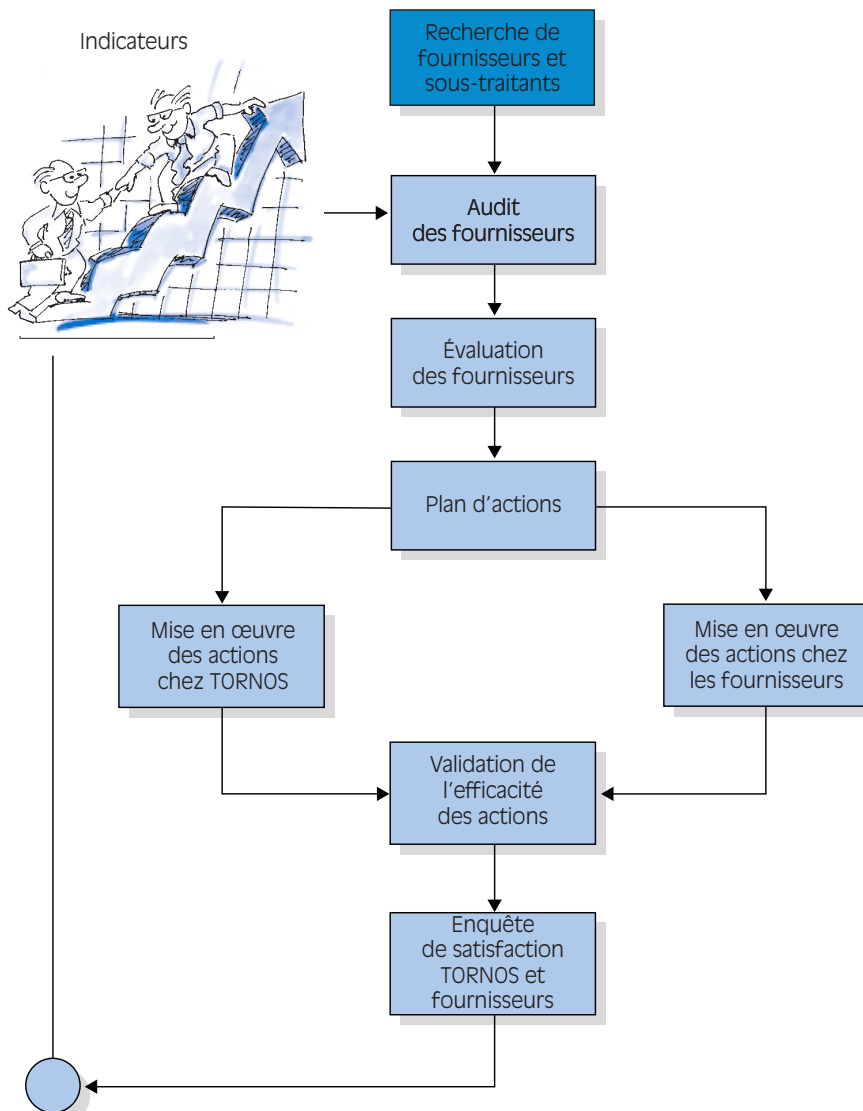 Indicateurs
Recherche de
fournisseurs et
sous-traitants
Audit
des fournisseurs
Évaluation
des fournisseurs
Plan d'actions
Mise en œuvre
des actions
chez TORNOS
Mise en œuvre
des actions chez
les fournisseurs
Validation de
l'efficacité
des actions
Enquête
de satisfaction
TORNOS et
fournisseurs